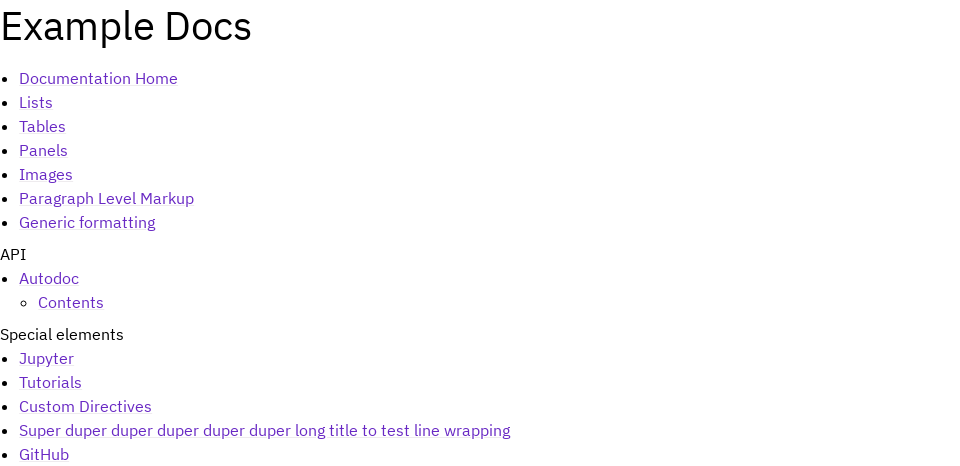 Example Docs
Documentation Home
Lists
Tables
Panels
Images
Paragraph Level Markup
Generic formatting
API
Autodoc
Contents
Special elements
Jupyter
Tutorials
Custom Directives
Super duper duper duper duper duper long title to test line wrapping
GitHub